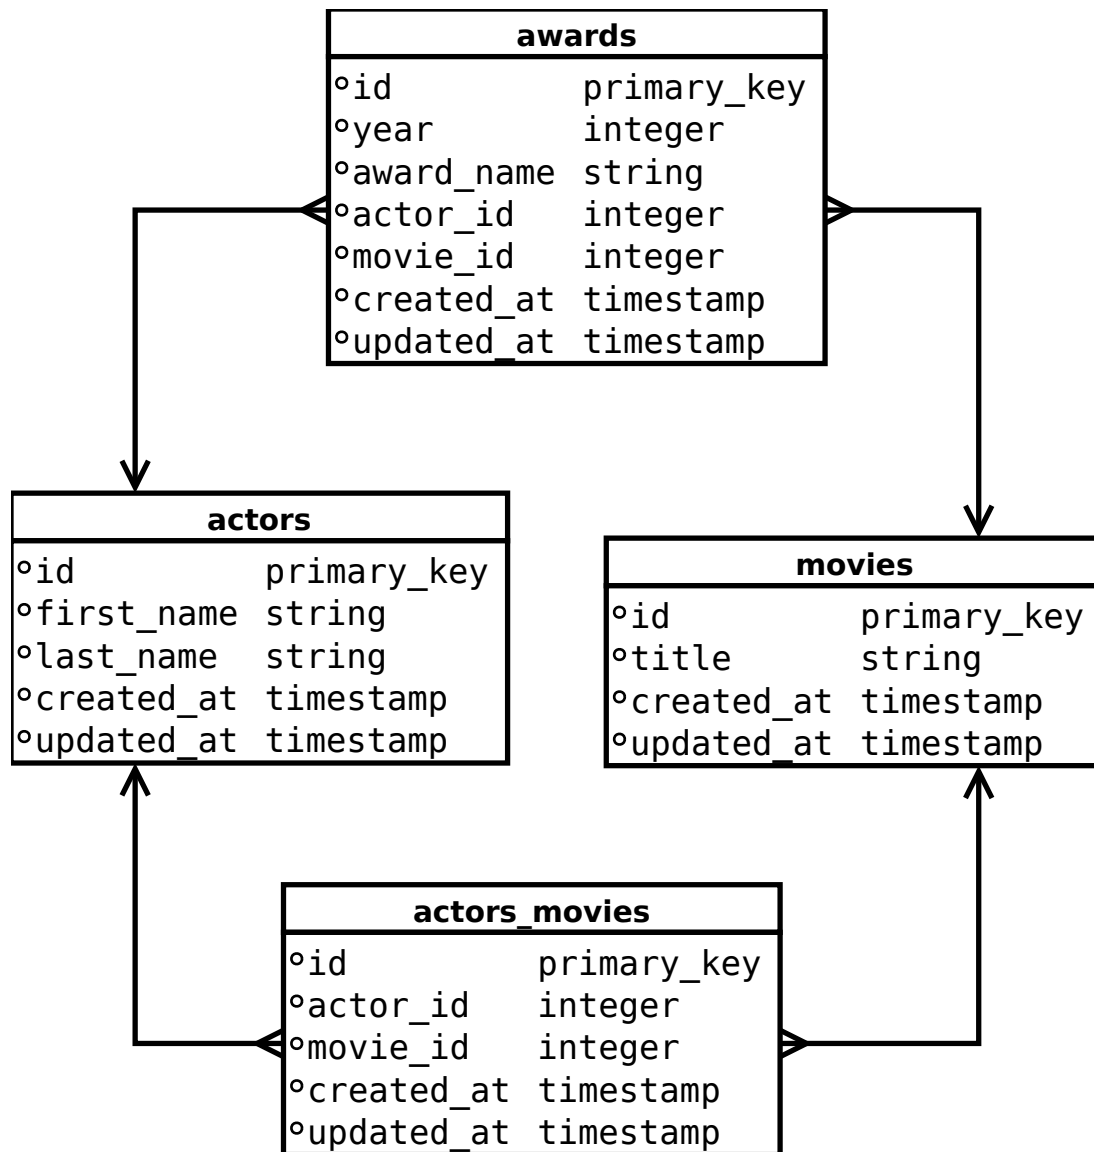 awards
id primary_key
year integer
award_name string
actor_id integer
movie_id integer
created_at timestamp
updated_at timestamp
actors
id primary_key
first_name string
last_name string
created_at timestamp
updated_at timestamp
movies
id primary_key
title string
created_at timestamp
updated_at timestamp
actors_movies
id primary_key
actor_id integer
movie_id integer
created_at timestamp
updated_at timestamp